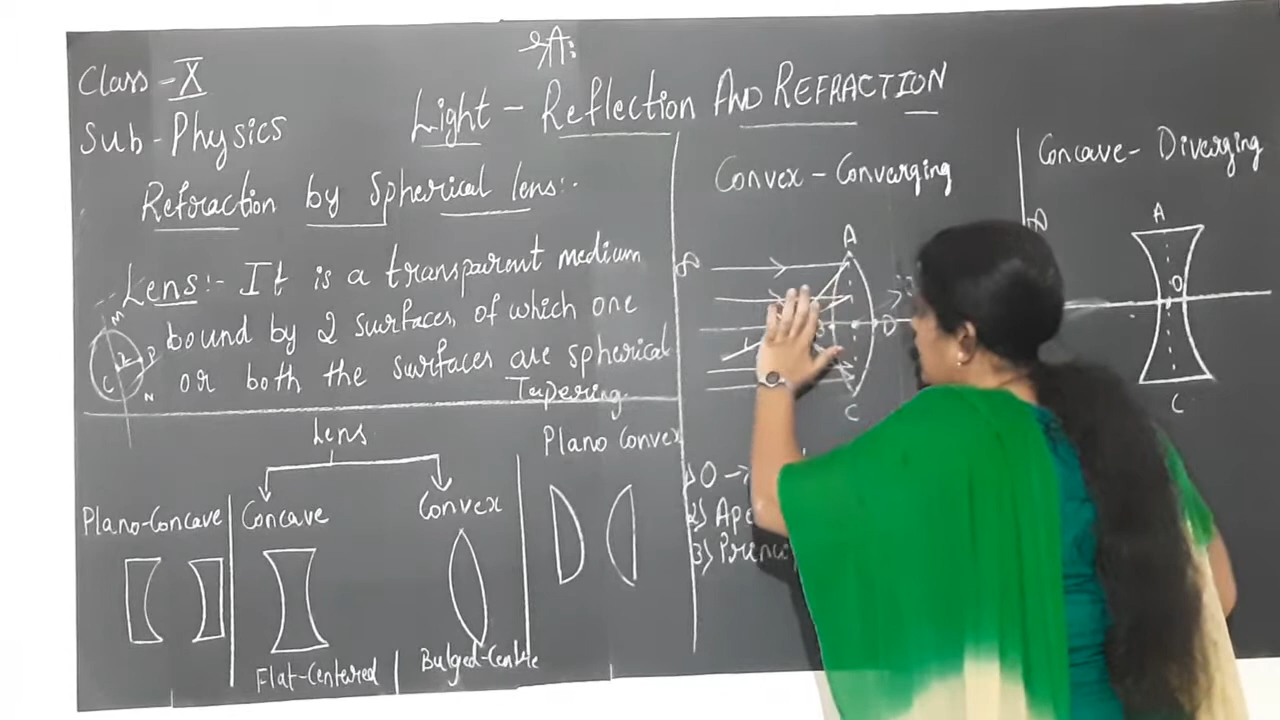 Class - X
Sub - Physics
Light - Reflection AND REFRACTION
Refraction by Spherical lens:-
Lens:- It is a transparent medium
bound by 2 surfaces, of which one
or both the surfaces are spherical
Tapering
M
P
C
N
Lens
Plano-Concave
Concave
Convex
Plano Convex
Flat-Centered
Bulged-Centre
Convex - Converging
∞
A
C
1) O →
2) Ape
3) Princ
Concave - Diverging
A
O
C